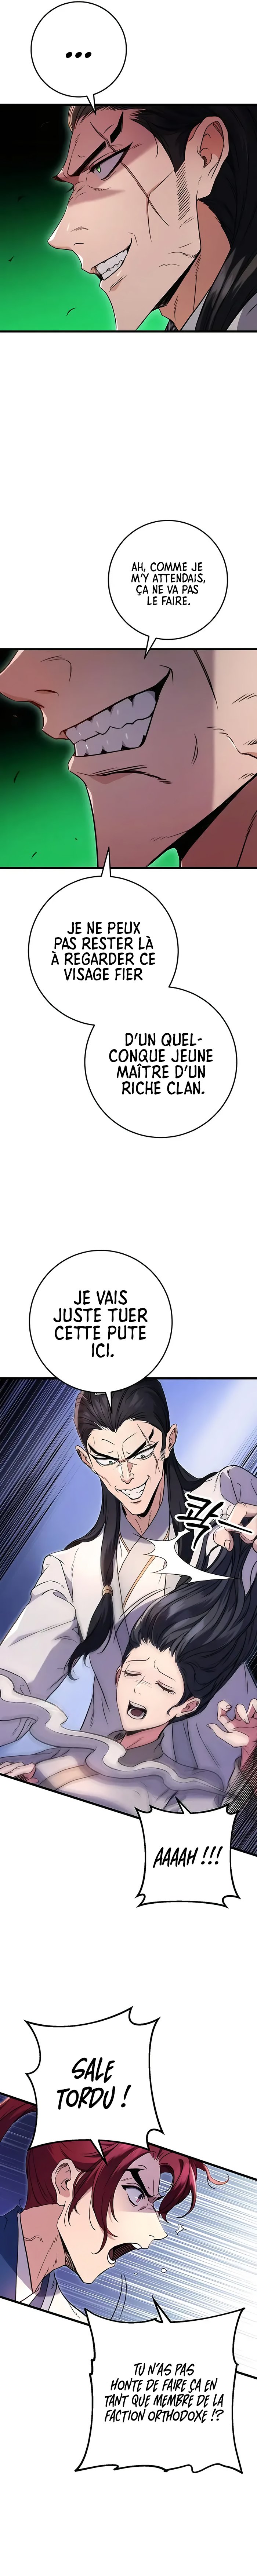 ...
AH, COMME JE
M'Y ATTENDAIS,
ÇA NE VA PAS
LE FAIRE.
JE NE PEUX
PAS RESTER LÀ
À REGARDER CE
VISAGE FIER
D'UN QUEL-
CONQUE JEUNE
MAÎTRE D'UN
RICHE CLAN.
JE VAIS
JUSTE TUER
CETTE PUTE
ICI.
AAAAH !!!
SALE
TORDU !
TU N'AS PAS
HONTE DE FAIRE ÇA EN
TANT QUE MEMBRE DE LA
FACTION ORTHODOXE !?